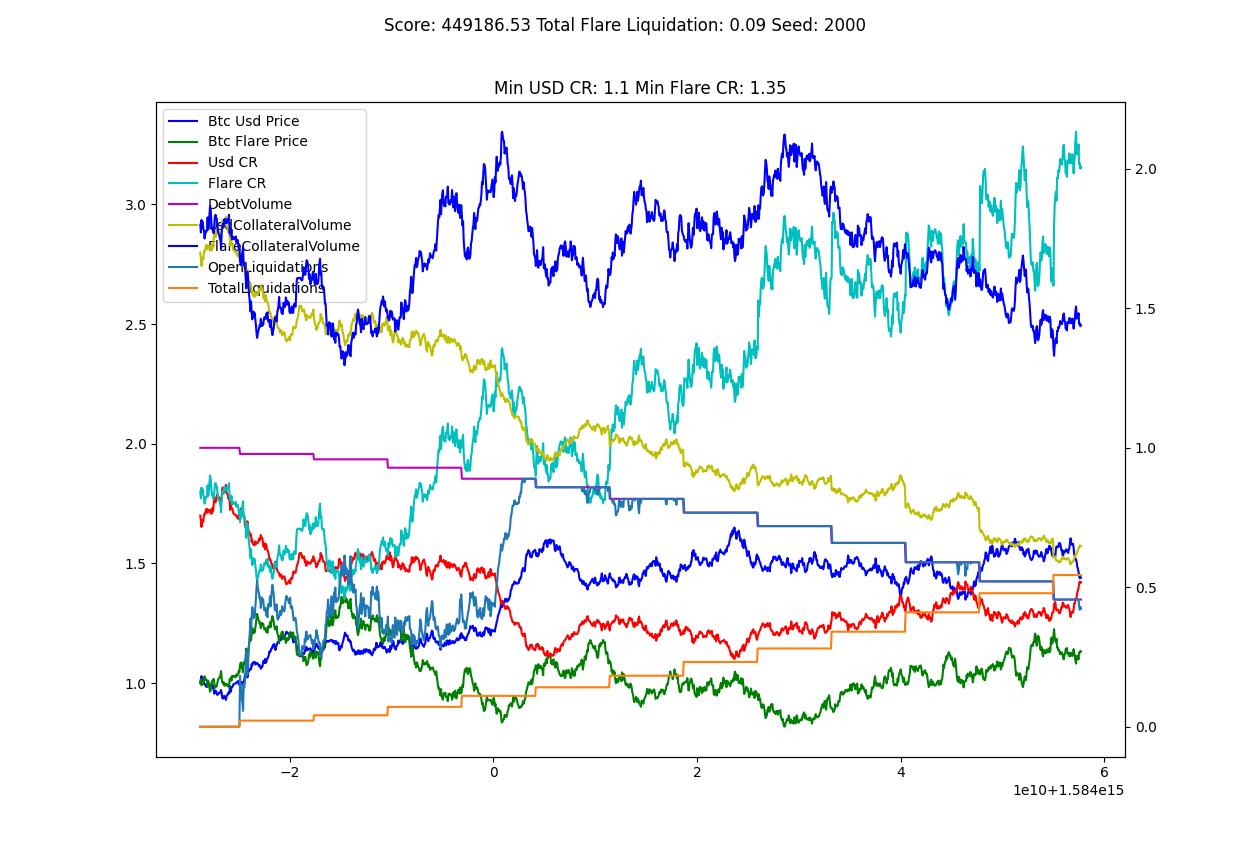 Score: 449186.53 Total Flare Liquidation: 0.09 Seed: 2000
Min USD CR: 1.1 Min Flare CR: 1.35
Btc Usd Price
Btc Flare Price
Usd CR
Flare CR
DebtVolume
UsdCollateralVolume
FlareCollateralVolume
OpenLiquidations
TotalLiquidations
3.0
2.5
2.0
1.5
1.0
2.0
1.5
1.0
0.5
0.0
−2
0
2
4
6
1e10+1.584e15